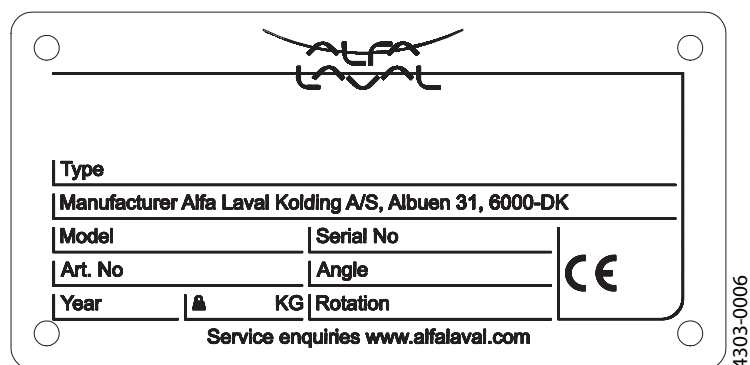 ALFA
LAVAL
Type
Manufacturer Alfa Laval Kolding A/S, Albuen 31, 6000-DK
Model Serial No
Art. No Angle
CE
Year KG Rotation
Service enquiries www.alfalaval.com
4303-0006